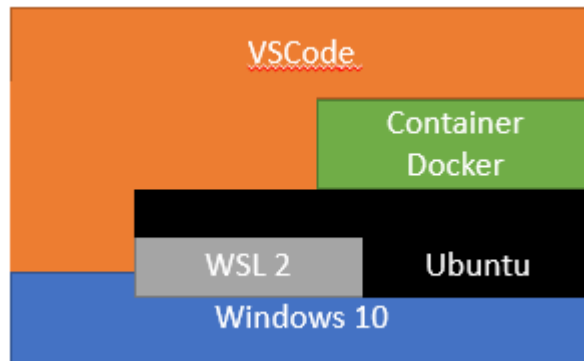 VSCode
Container
Docker
WSL 2
Ubuntu
Windows 10